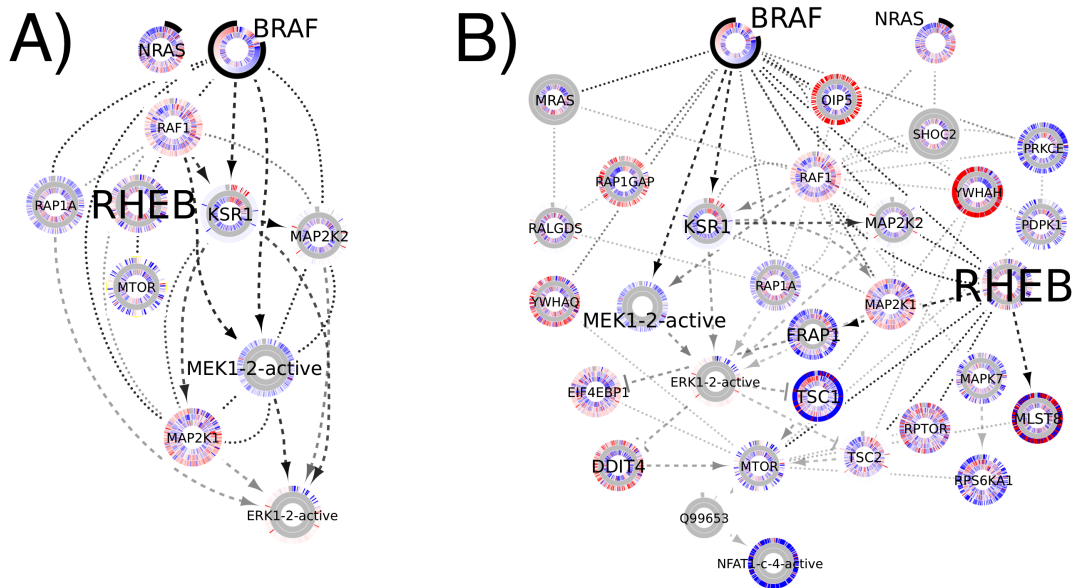 A)
BRAF
NRAS
RAF1
RAP1A
RHEB
KSR1
MAP2K2
MTOR
MEK1-2-active
MAP2K1
ERK1-2-active
B)
BRAF
NRAS
MRAS
OIP5
SHOC2
PRKCE
RAP1GAP
RAF1
YWHAH
RALGDS
KSR1
MAP2K2
PDPK1
YWHAQ
RAP1A
RHEB
MEK1-2-active
MAP2K1
FRAP1
EIF4EBP1
ERK1-2-active
TSC1
MAPK7
MLST8
RPTOR
DDIT4
MTOR
TSC2
RPS6KA1
Q99653
NFAT1-c-4-active